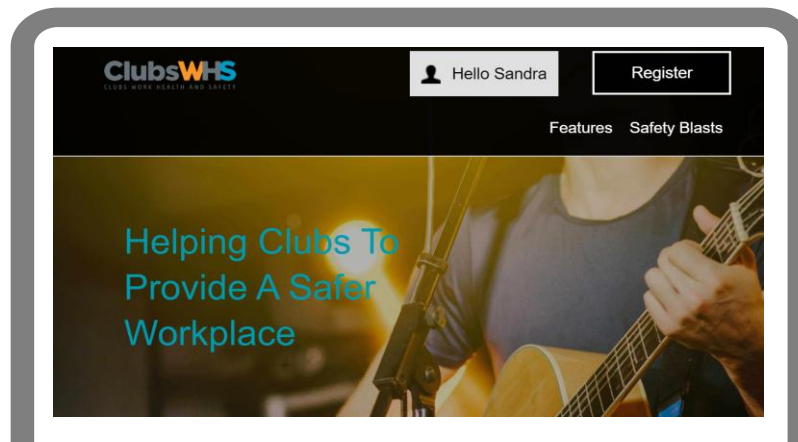 ClubsWHS
CLUBS WORK HEALTH AND SAFETY
Hello Sandra
Register
Features Safety Blasts
Helping Clubs To
Provide A Safer
Workplace